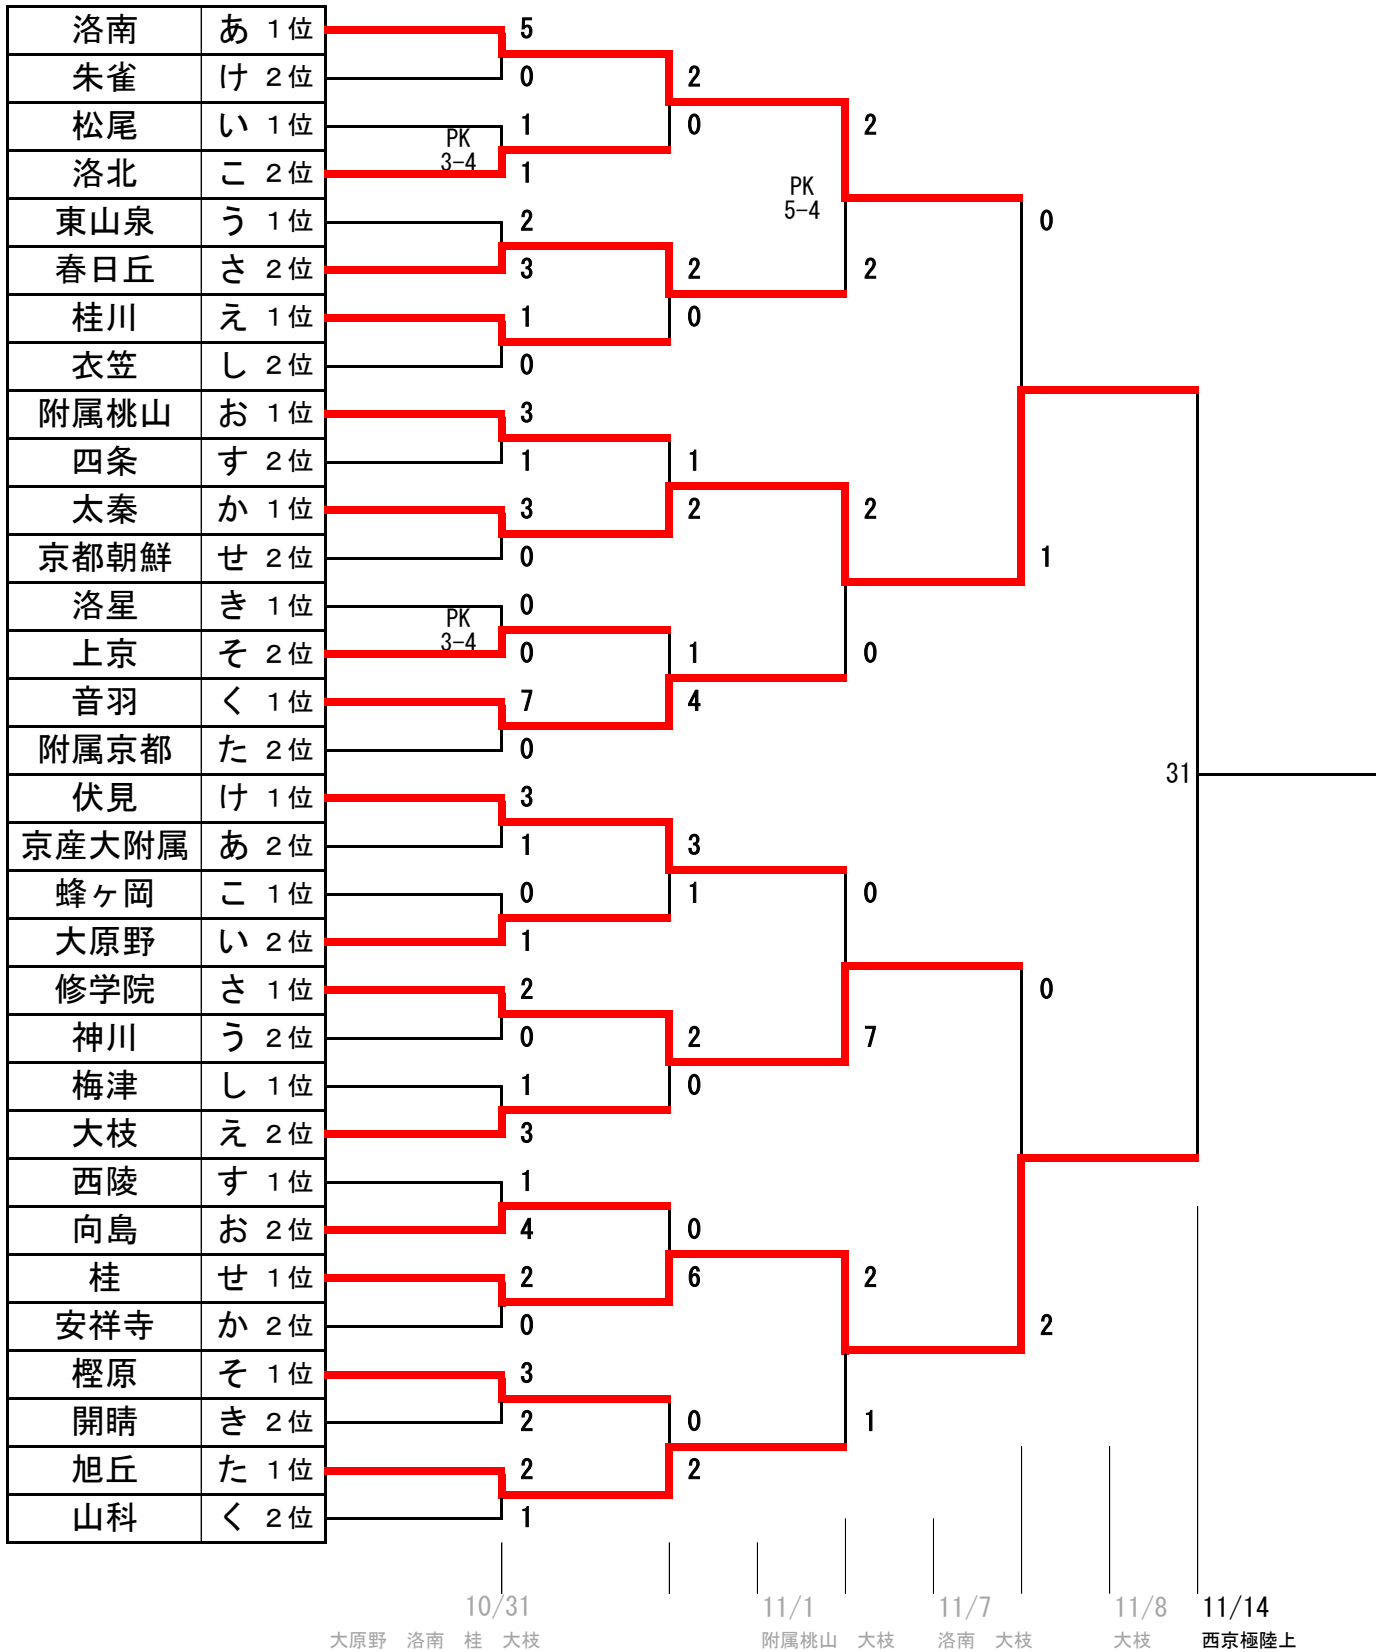 洛南 あ 1位 5
朱雀 け 2位 0 2
松尾 い 1位 1 0 2
PK
3-4
洛北 こ 2位 1
PK
5-4
東山泉 う 1位 2 0
春日丘 さ 2位 3 2 2
桂川 え 1位 1 0
衣笠 し 2位 0
附属桃山 お 1位 3
四条 す 2位 1 1
太秦 か 1位 3 2 2
京都朝鮮 せ 2位 0 1
洛星 き 1位 0
PK
3-4
上京 そ 2位 0 1 0
音羽 く 1位 7 4
附属京都 た 2位 0
31
伏見 け 1位 3
京産大附属 あ 2位 1 3
蜂ヶ岡 こ 1位 0 1 0
大原野 い 2位 1
修学院 さ 1位 2 0
神川 う 2位 0 2 7
梅津 し 1位 1 0
大枝 え 2位 3
西陵 す 1位 1
向島 お 2位 4 0
桂 せ 1位 2 6 2
安祥寺 か 2位 0 2
樫原 そ 1位 3
開睛 き 2位 2 0 1
旭丘 た 1位 2 2
山科 く 2位 1
10/31 11/1 11/7 11/8 11/14
大原野 洛南 桂 大枝 附属桃山 大枝 洛南 大枝 大枝 西京極陸上